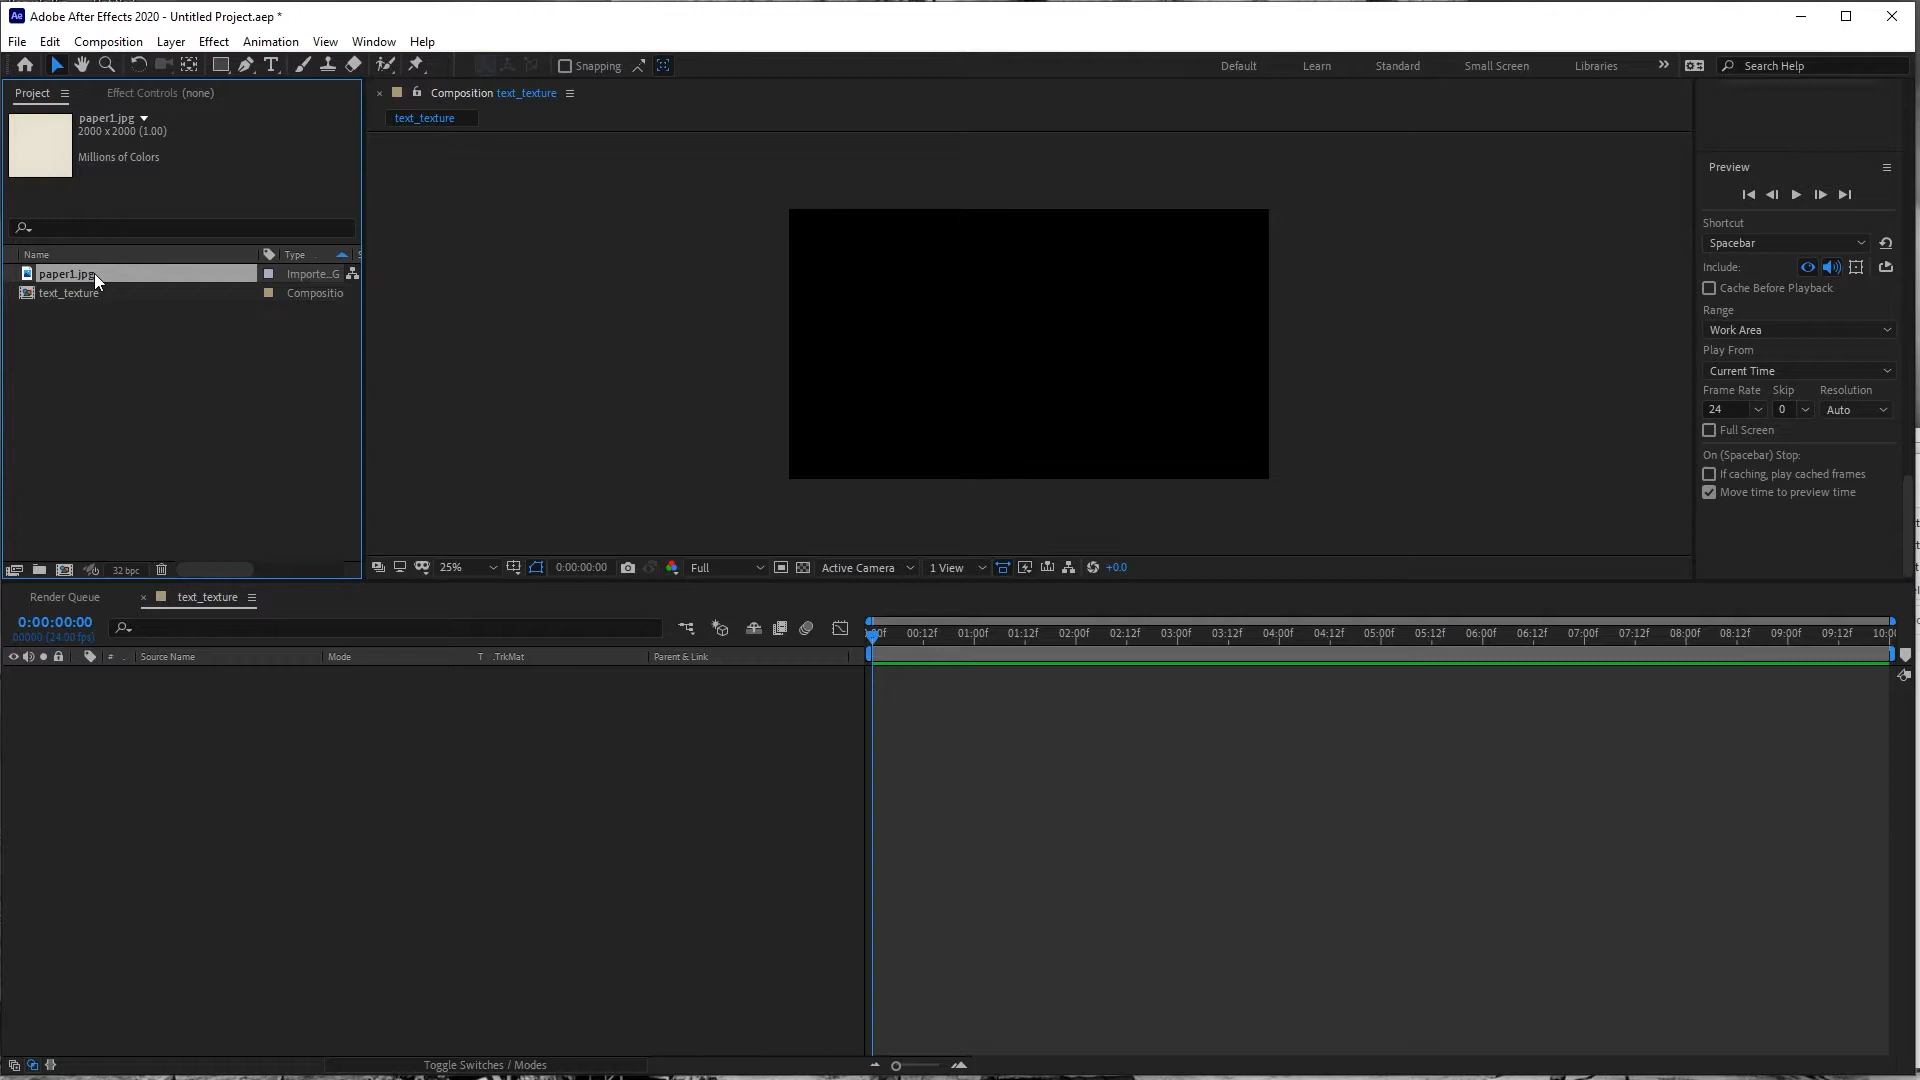 Adobe After Effects 2020 - Untitled Project.aep *
File Edit Composition Layer Effect Animation View Window Help
Snapping Default Learn Standard Small Screen Libraries Search Help
Project Effect Controls (none)
paper1.jpg
2000 x 2000 (1.00)
Millions of Colors
Name Type
paper1.jpg Importe...G
text_texture Compositio
32 bpc
Composition text_texture
text_texture
25% 0:00:00:00 Full Active Camera 1 View +0.0
Preview
Shortcut
Spacebar
Include:
Cache Before Playback
Range
Work Area
Play From
Current Time
Frame Rate Skip Resolution
24 0 Auto
Full Screen
On (Spacebar) Stop:
If caching, play cached frames
Move time to preview time
Render Queue text_texture
0:00:00:00
00000 (24.00 fps)
# Source Name Mode T .TrkMat Parent & Link
00f 00:12f 01:00f 01:12f 02:00f 02:12f 03:00f 03:12f 04:00f 04:12f 05:00f 05:12f 06:00f 06:12f 07:00f 07:12f 08:00f 08:12f 09:00f 09:12f 10:00
Toggle Switches / Modes